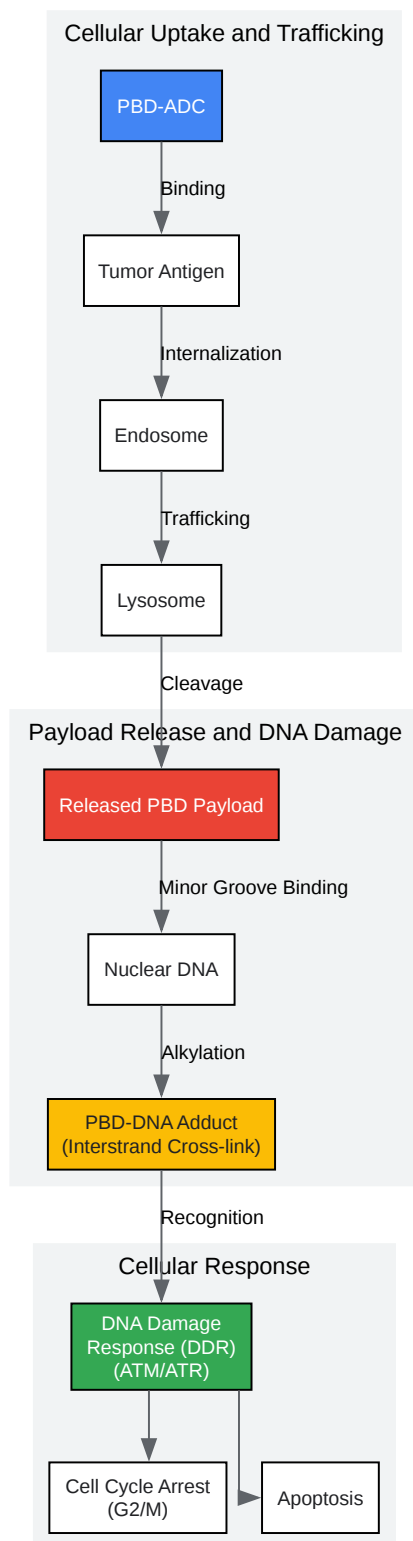 Cellular Uptake and Trafficking
PBD-ADC
Binding
Tumor Antigen
Internalization
Endosome
Trafficking
Lysosome
Cleavage
Payload Release and DNA Damage
Released PBD Payload
Minor Groove Binding
Nuclear DNA
Alkylation
PBD-DNA Adduct
(Interstrand Cross-link)
Recognition
Cellular Response
DNA Damage
Response (DDR)
(ATM/ATR)
Cell Cycle Arrest
(G2/M)
Apoptosis